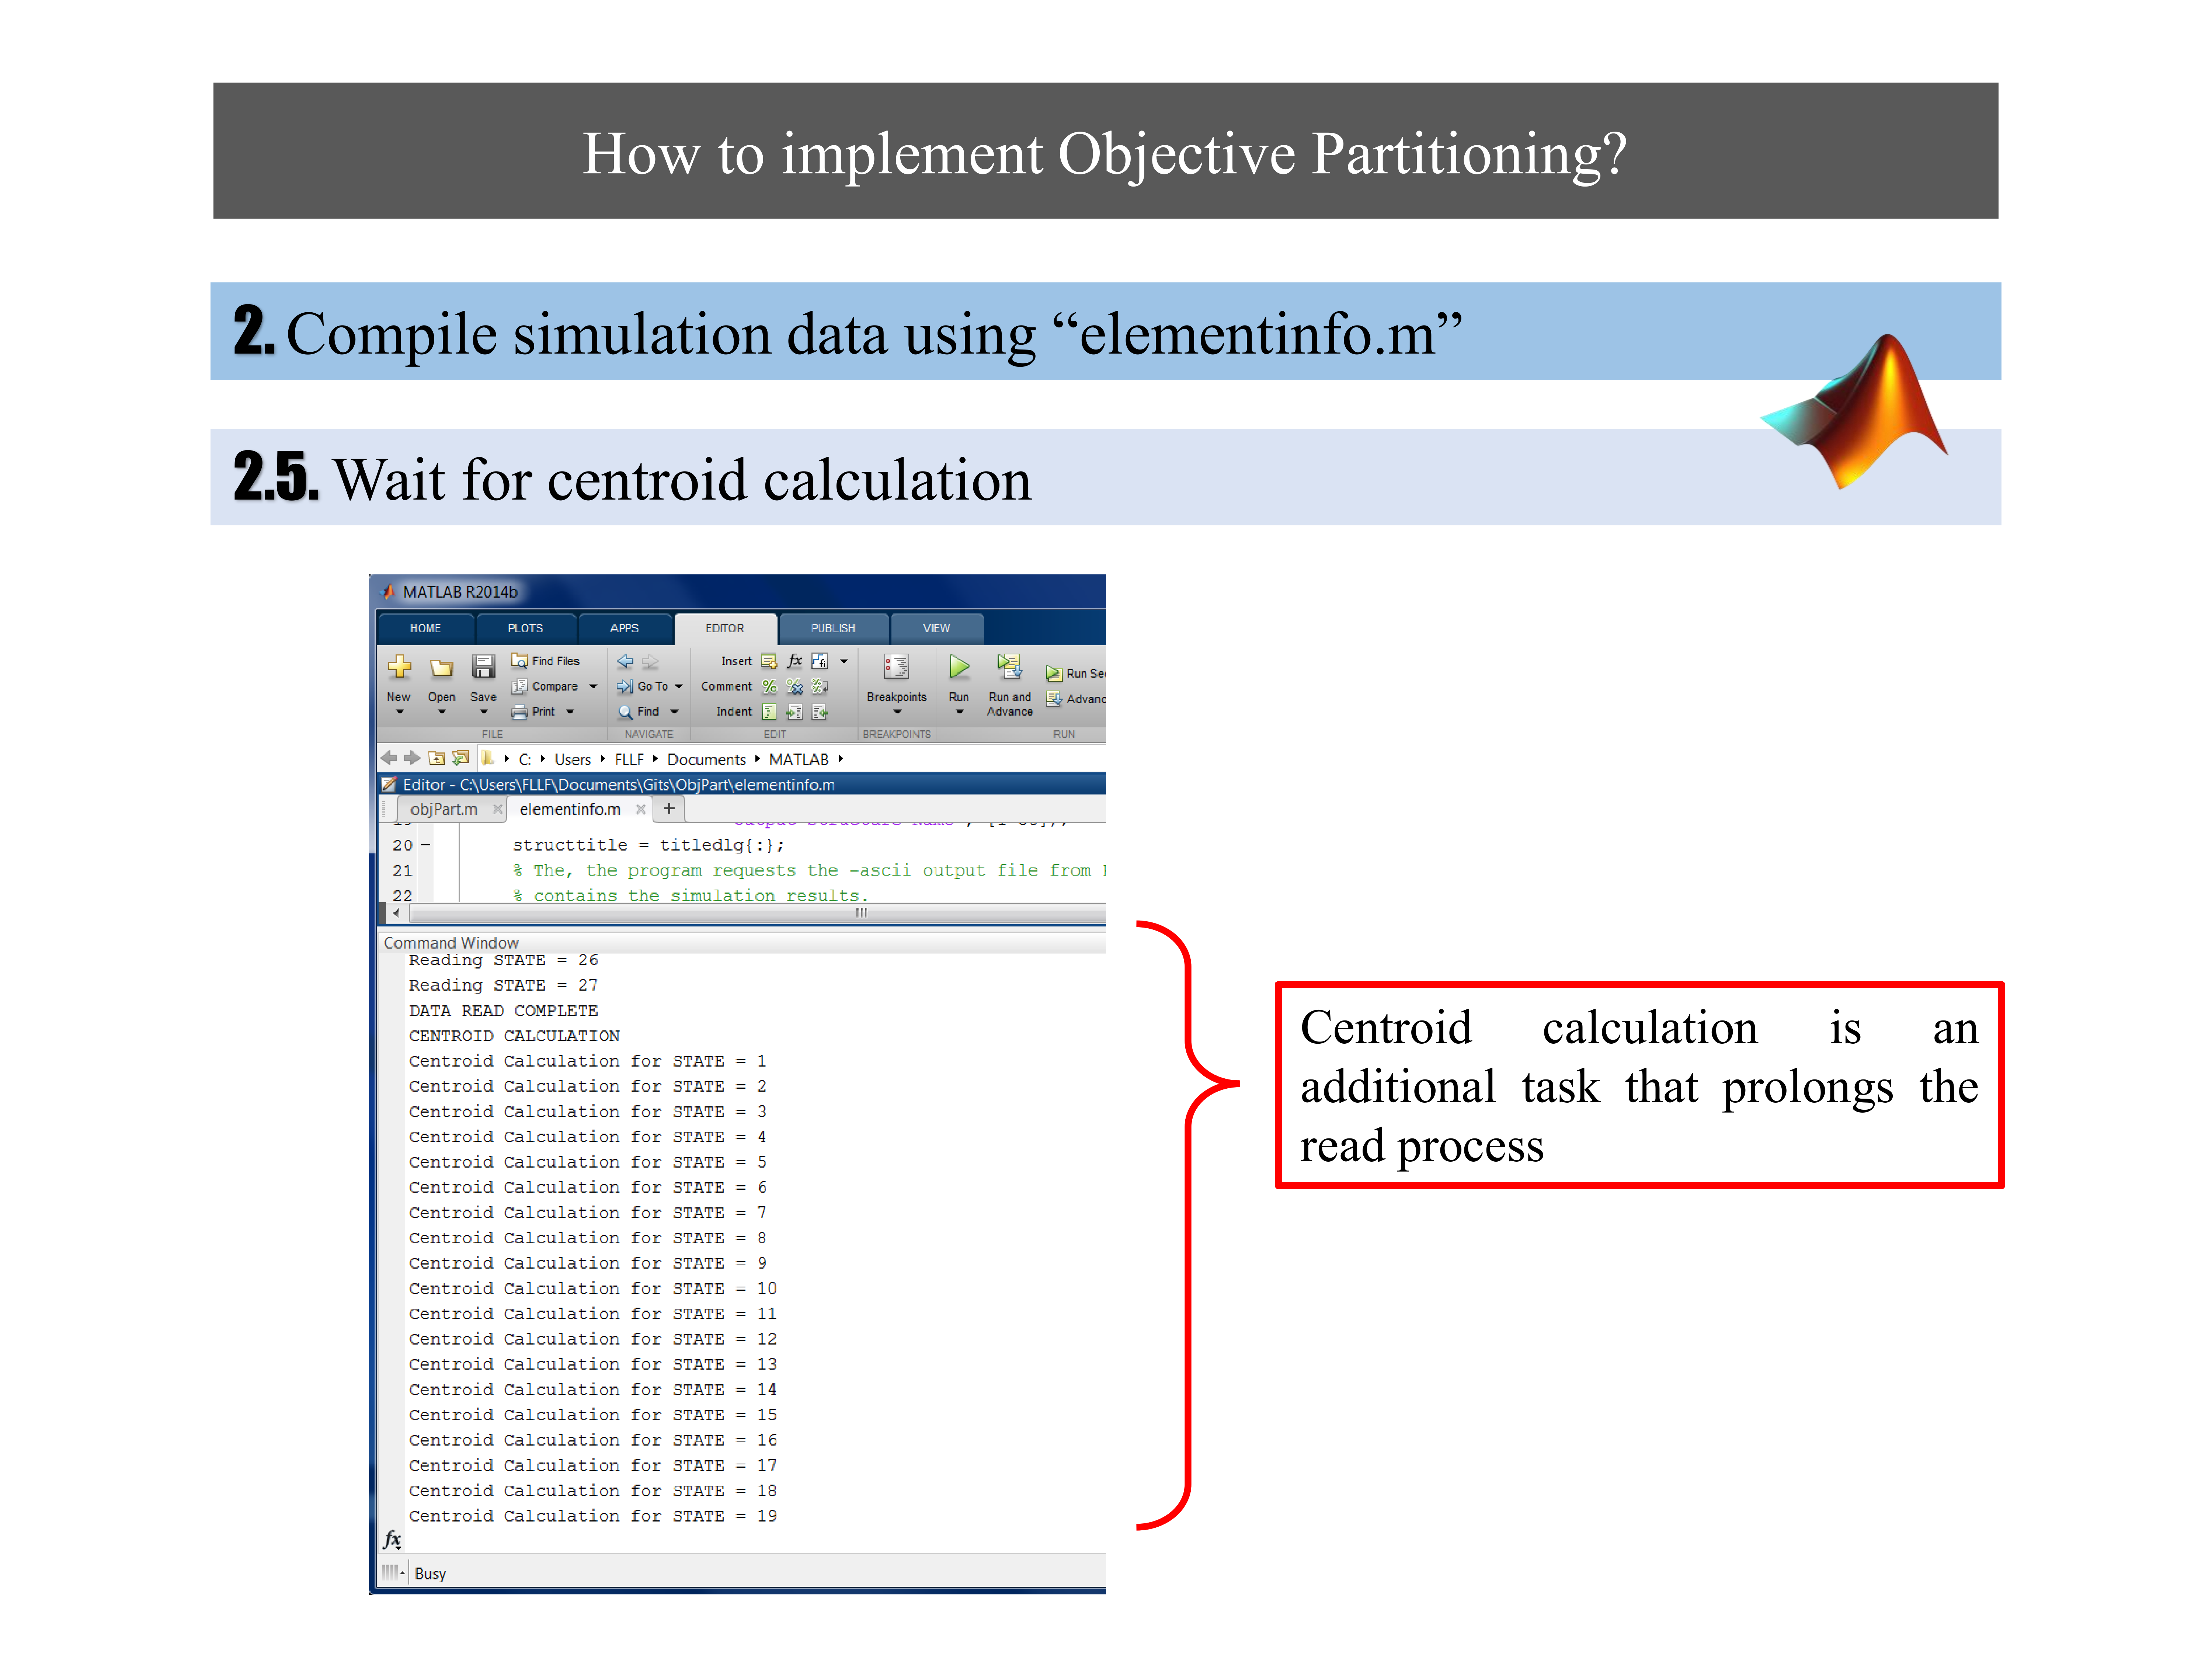 How to implement Objective Partitioning?
2. Compile simulation data using “elementinfo.m”
2.5. Wait for centroid calculation
MATLAB R2014b
HOME PLOTS APPS EDITOR PUBLISH VIEW
New Open Save Find Files Compare Print
Go To Find
Insert Comment Indent
Breakpoints Run Run and Advance
FILE NAVIGATE EDIT BREAKPOINTS RUN
C: Users FLLF Documents MATLAB
Editor - C:\Users\FLLF\Documents\Gits\ObjPart\elementinfo.m
objPart.m elementinfo.m +
20 – structtitle = titledlg{:};
21 % The, the program requests the -ascii output file from
22 % contains the simulation results.
Command Window
Reading STATE = 26
Reading STATE = 27
DATA READ COMPLETE
CENTROID CALCULATION
Centroid Calculation for STATE = 1
Centroid Calculation for STATE = 2
Centroid Calculation for STATE = 3
Centroid Calculation for STATE = 4
Centroid Calculation for STATE = 5
Centroid Calculation for STATE = 6
Centroid Calculation for STATE = 7
Centroid Calculation for STATE = 8
Centroid Calculation for STATE = 9
Centroid Calculation for STATE = 10
Centroid Calculation for STATE = 11
Centroid Calculation for STATE = 12
Centroid Calculation for STATE = 13
Centroid Calculation for STATE = 14
Centroid Calculation for STATE = 15
Centroid Calculation for STATE = 16
Centroid Calculation for STATE = 17
Centroid Calculation for STATE = 18
Centroid Calculation for STATE = 19
fx
Busy
Centroid calculation is an
additional task that prolongs the
read process